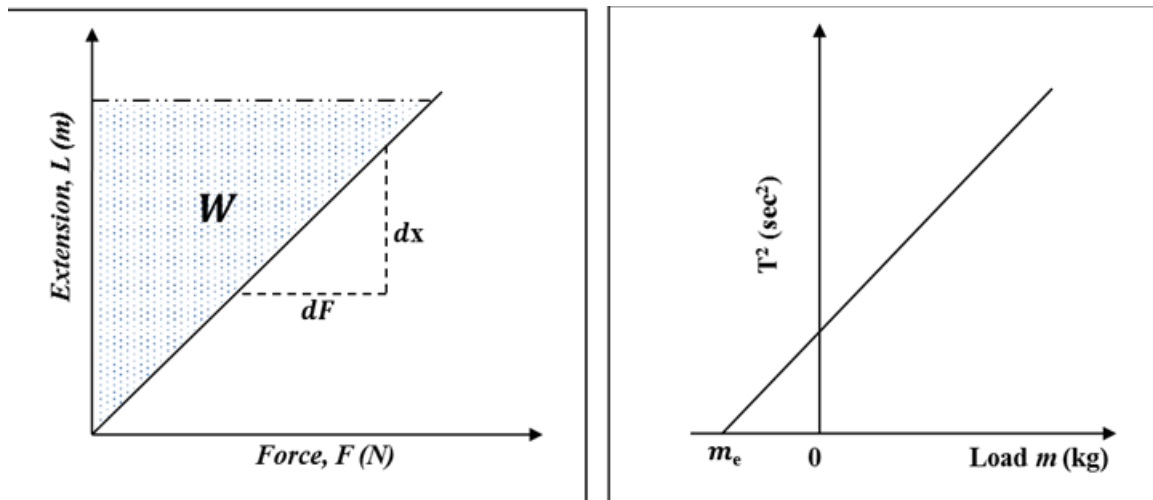 Extension, L (m)
W
dx
dF
Force, F (N)
T² (sec²)
mₑ
0
Load m (kg)